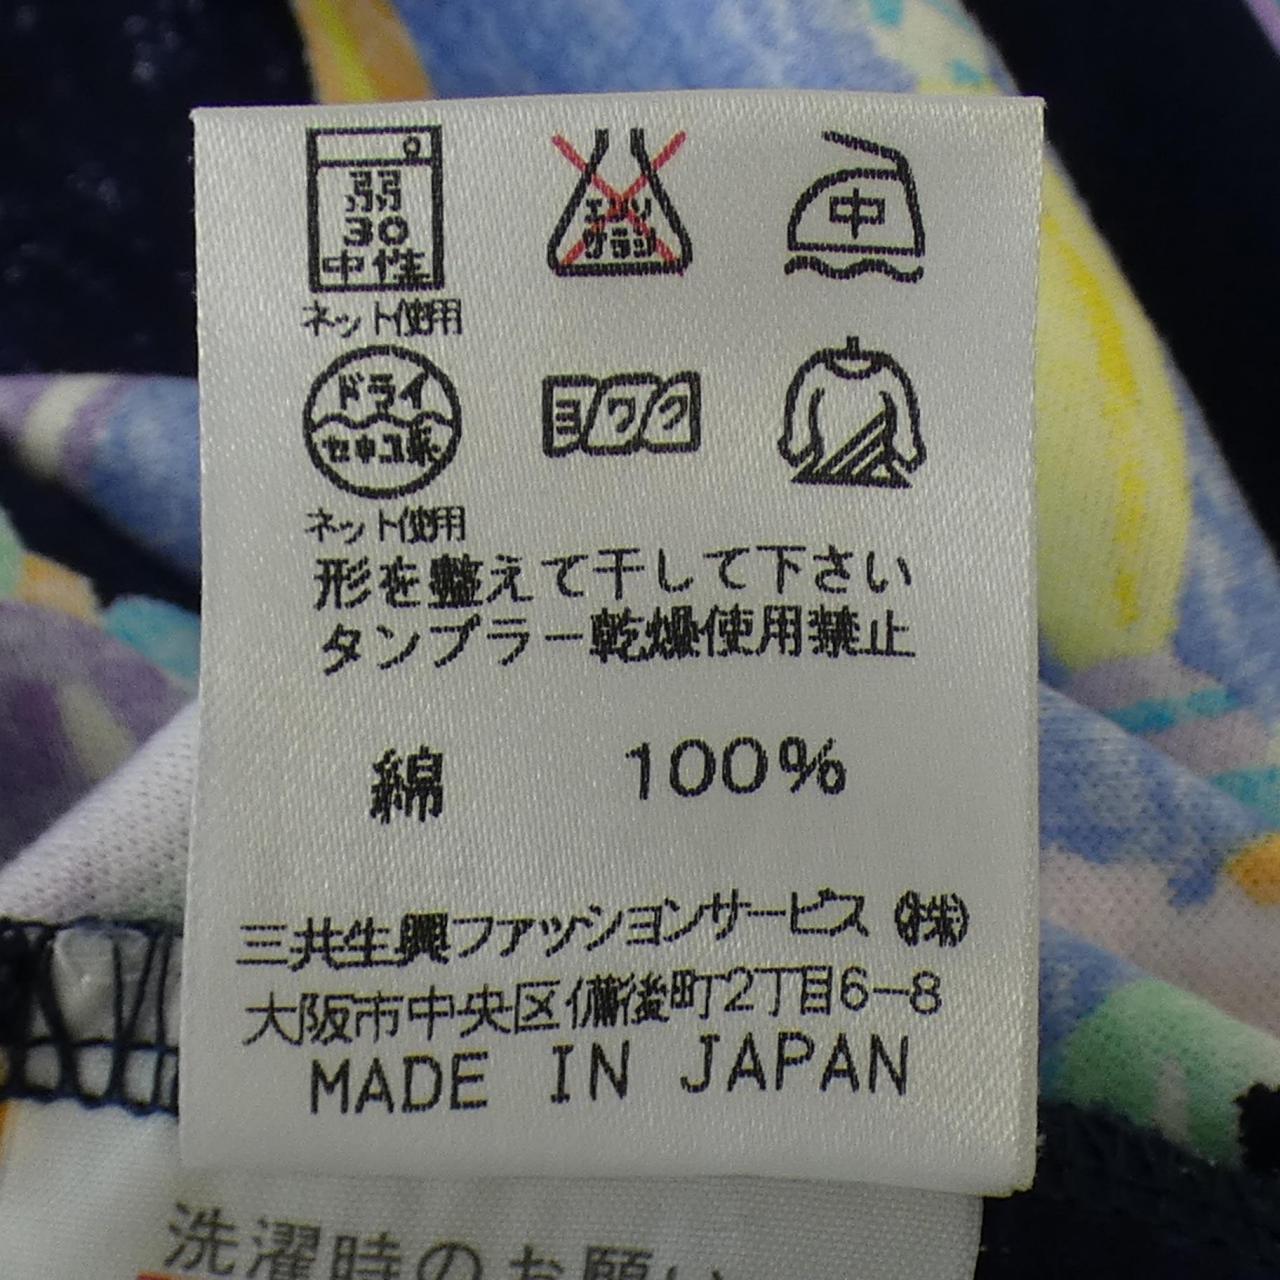 弱
30
中性
ネット使用
エンソ
サラシ
中
ドライ
セキユ系
ネット使用
ヨワク
形を整えて干して下さい
タンブラー乾燥使用禁止
綿 100%
三共生興ファッションサービス ㈱
大阪市中央区備後町2丁目6-8
MADE IN JAPAN
洗濯時のお願い